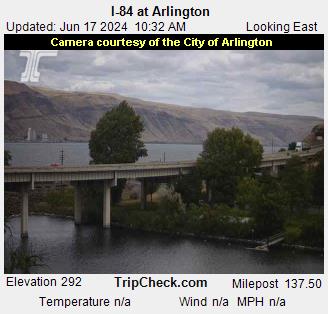 I-84 at Arlington
Updated: Jun 17 2024 10:32 AM Looking East
Camera courtesy of the City of Arlington
Elevation 292 TripCheck.com Milepost 137.50
Temperature n/a Wind n/a MPH n/a